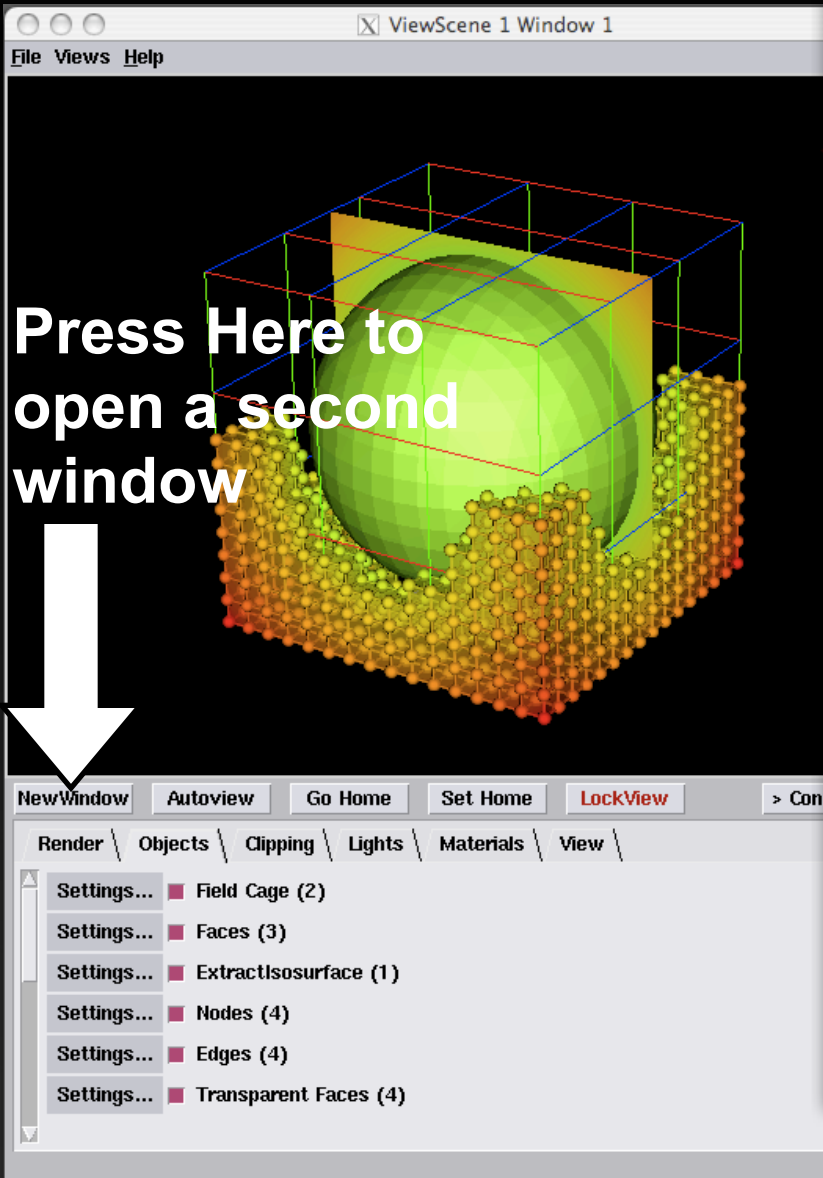 X ViewScene 1 Window 1
File Views Help
Press Here to
open a second
window
NewWindow Autoview Go Home Set Home LockView > Con
Render \ Objects \ Clipping \ Lights \ Materials \ View \
Settings... Field Cage (2)
Settings... Faces (3)
Settings... ExtractIsosurface (1)
Settings... Nodes (4)
Settings... Edges (4)
Settings... Transparent Faces (4)